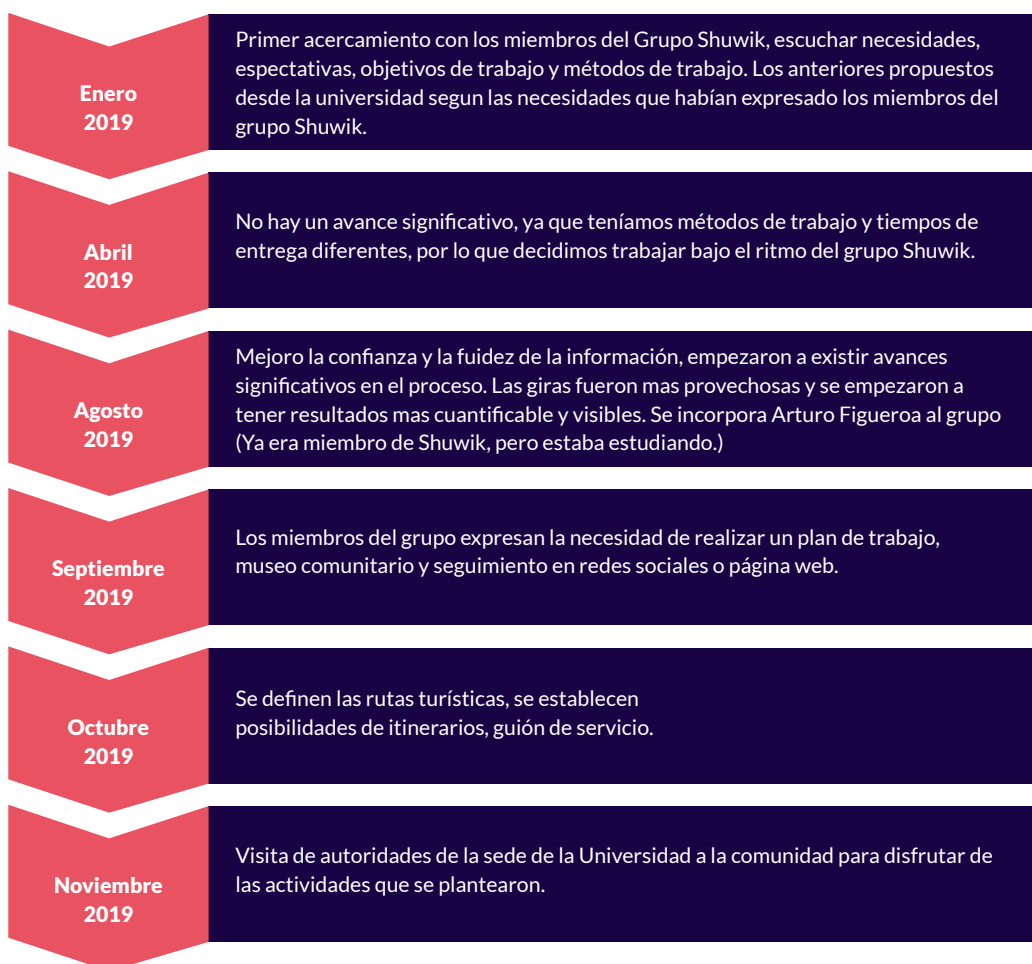 Enero
2019
Primer acercamiento con los miembros del Grupo Shuwik, escuchar necesidades,
espectativas, objetivos de trabajo y métodos de trabajo. Los anteriores propuestos
desde la universidad segun las necesidades que habían expresado los miembros del
grupo Shuwik.
Abril
2019
No hay un avance significativo, ya que teníamos métodos de trabajo y tiempos de
entrega diferentes, por lo que decidimos trabajar bajo el ritmo del grupo Shuwik.
Agosto
2019
Mejoro la confianza y la fuidez de la información, empezaron a existir avances
significativos en el proceso. Las giras fueron mas provechosas y se empezaron a
tener resultados mas cuantificable y visibles. Se incorpora Arturo Figueroa al grupo
(Ya era miembro de Shuwik, pero estaba estudiando.)
Septiembre
2019
Los miembros del grupo expresan la necesidad de realizar un plan de trabajo,
museo comunitario y seguimiento en redes sociales o página web.
Octubre
2019
Se definen las rutas turísticas, se establecen
posibilidades de itinerarios, guión de servicio.
Noviembre
2019
Visita de autoridades de la sede de la Universidad a la comunidad para disfrutar de
las actividades que se plantearon.